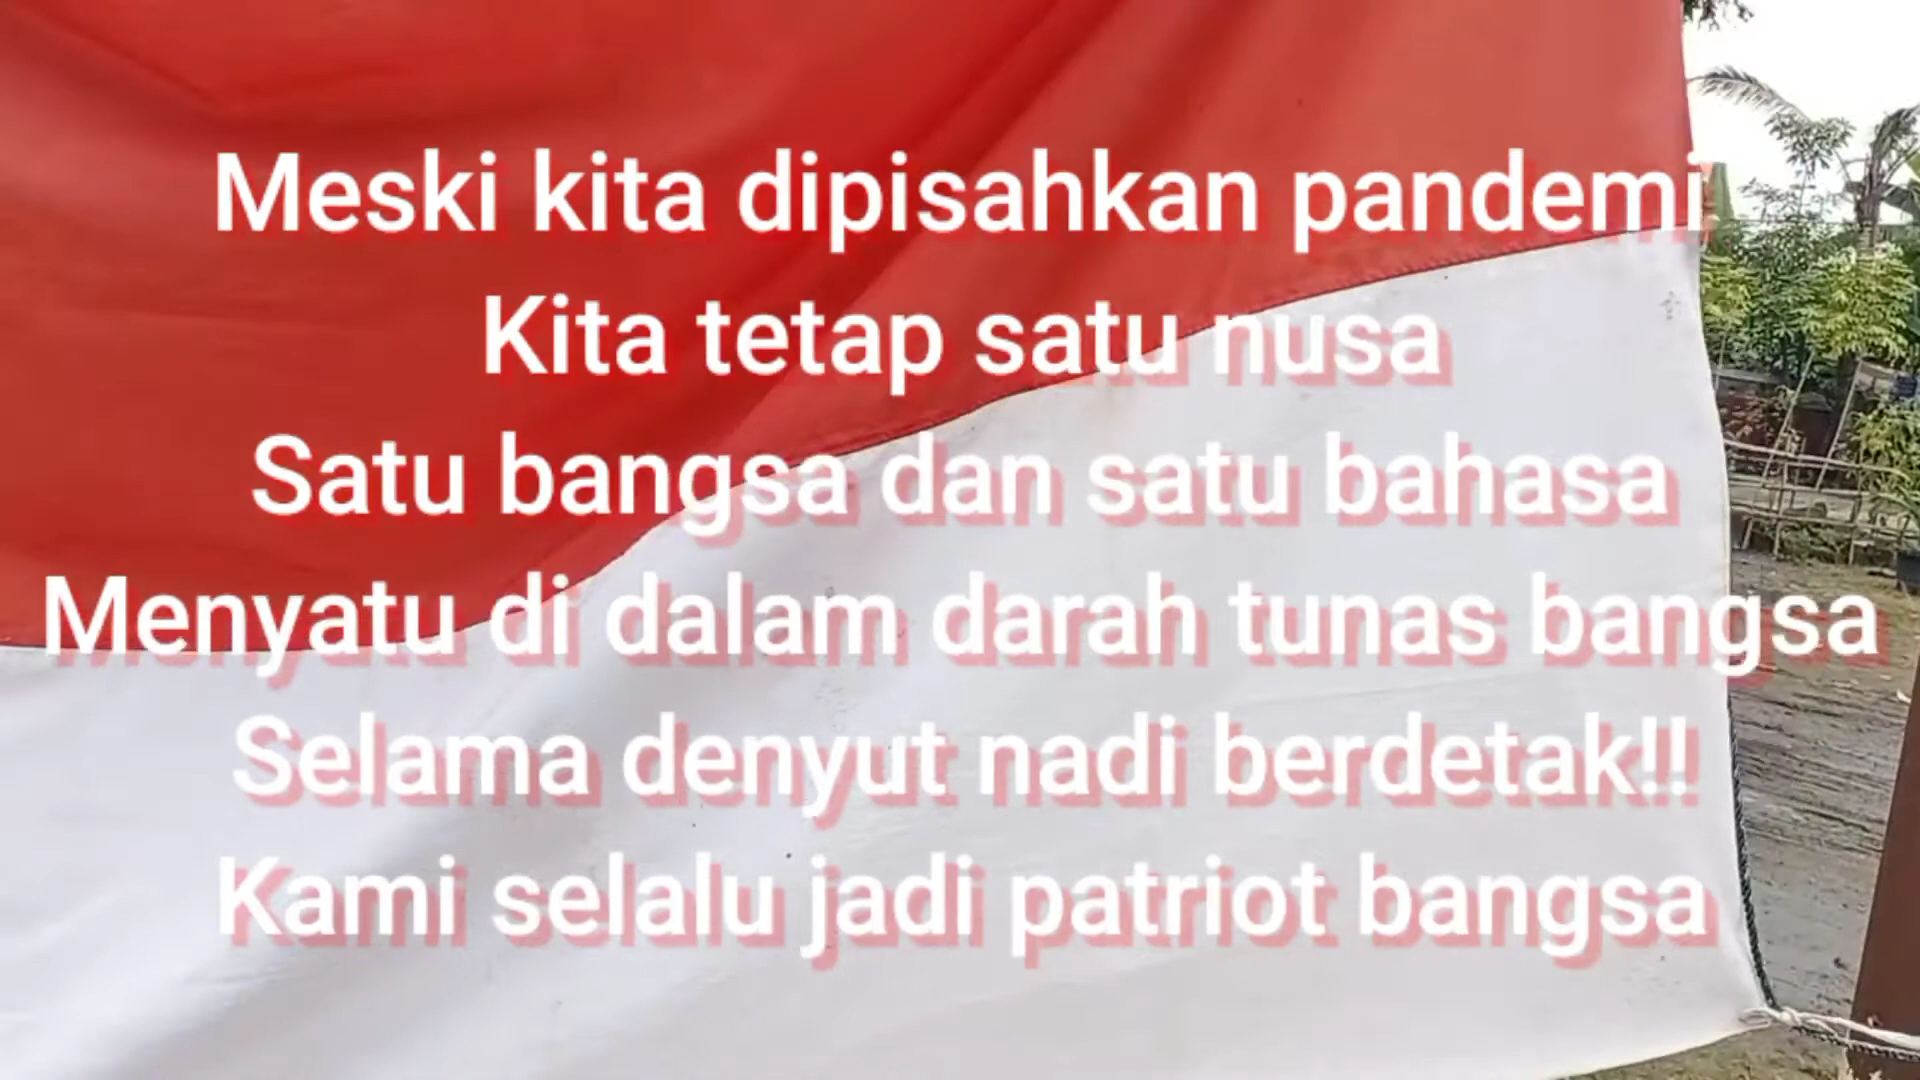 Meski kita dipisahkan pandemi
Kita tetap satu nusa
Satu bangsa dan satu bahasa
Menyatu di dalam darah tunas bangsa
Selama denyut nadi berdetak!!
Kami selalu jadi patriot bangsa